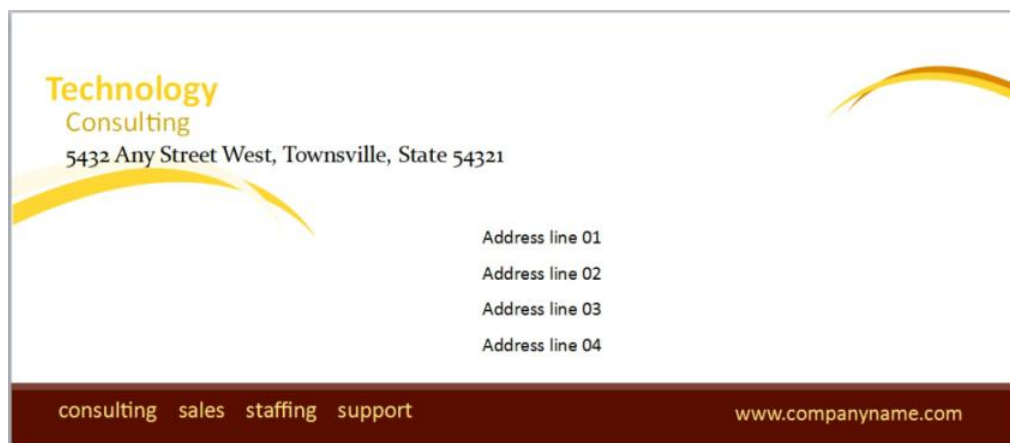 Technology
Consulting
5432 Any Street West, Townsville, State 54321
Address line 01
Address line 02
Address line 03
Address line 04
consulting sales staffing support
www.companyname.com